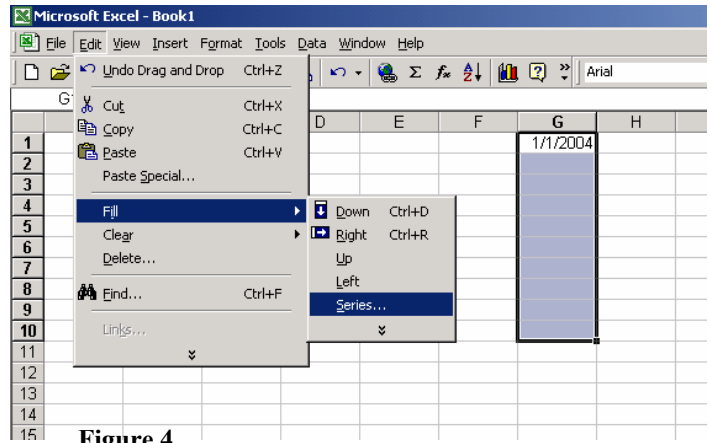 Microsoft Excel - Book1
File Edit View Insert Format Tools Data Window Help
Arial
Undo Drag and Drop Ctrl+Z
Cut Ctrl+X
Copy Ctrl+C
Paste Ctrl+V
Paste Special...
Fill
Clear
Delete...
Find... Ctrl+F
Links...
Down Ctrl+D
Right Ctrl+R
Up
Left
Series...
D E F G H
1 1/1/2004
2
3
4
5
6
7
8
9
10
11
12
13
14
15
Figure 4